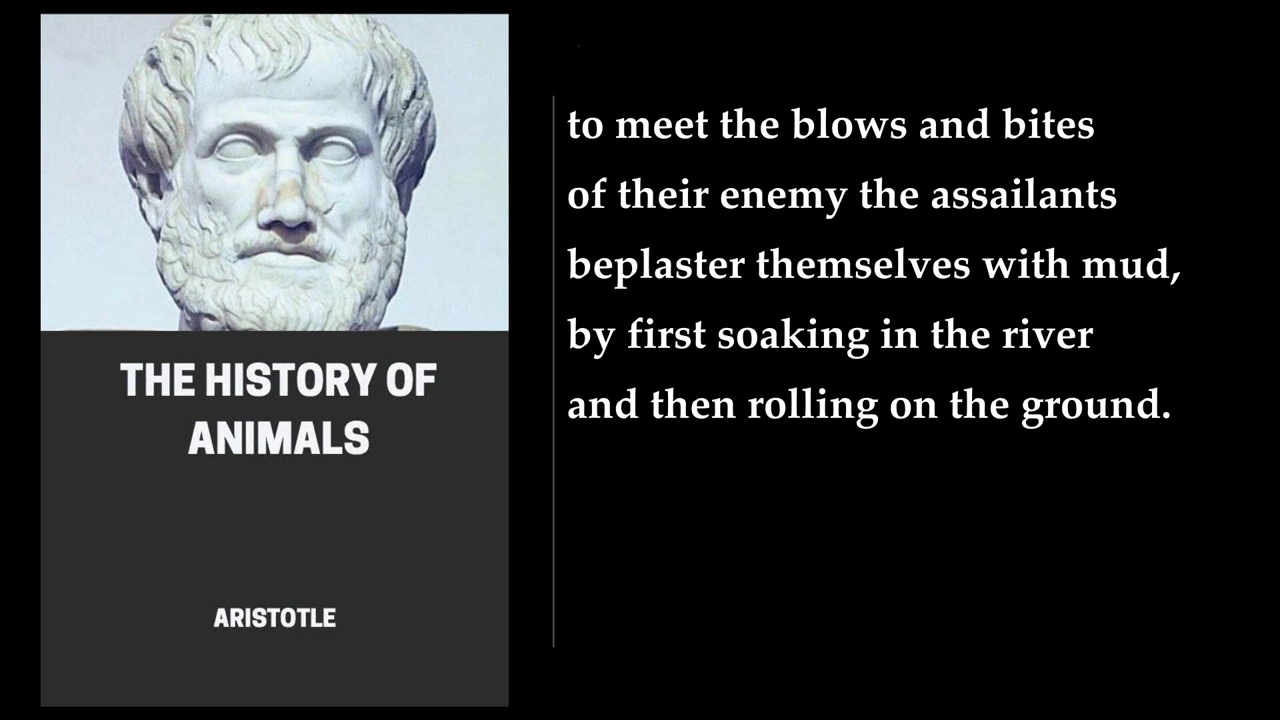 THE HISTORY OF
ANIMALS
ARISTOTLE
to meet the blows and bites
of their enemy the assailants
beplaster themselves with mud,
by first soaking in the river
and then rolling on the ground.